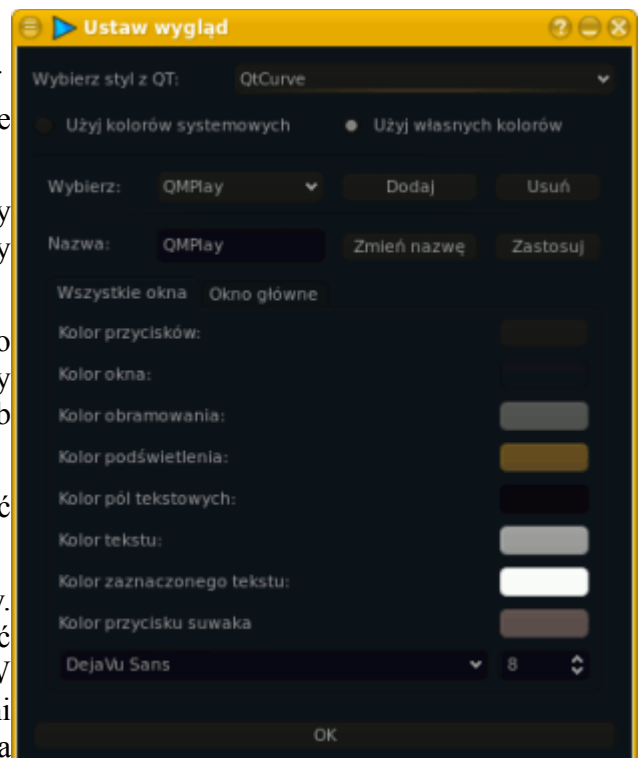 Ustaw wygląd
Wybierz styl z QT: QtCurve
Użyj kolorów systemowych Użyj własnych kolorów
Wybierz: QMPlay Dodaj Usuń
Nazwa: QMPlay Zmień nazwę Zastosuj
Wszystkie okna Okno główne
Kolor przycisków:
Kolor okna:
Kolor obramowania:
Kolor podświetlenia:
Kolor pól tekstowych:
Kolor tekstu:
Kolor zaznaczonego tekstu:
Kolor przycisku suwaka
DejaVu Sans 8
OK